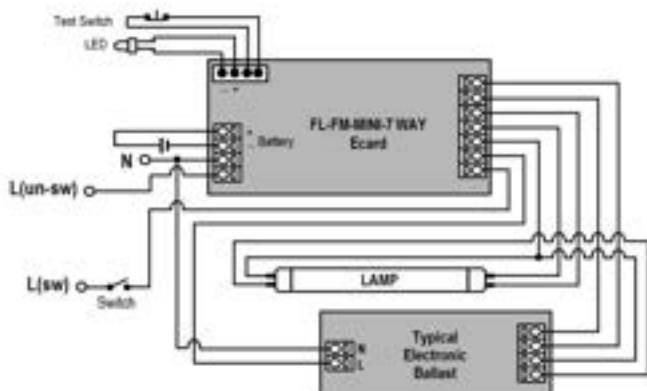 Test Switch
LED
– +
FL-FM-MINI-7 WAY
Ecard
+
– Battery
N
L(un-sw)
L(sw)
Switch
LAMP
Typical
Electronic
Ballast
N
L